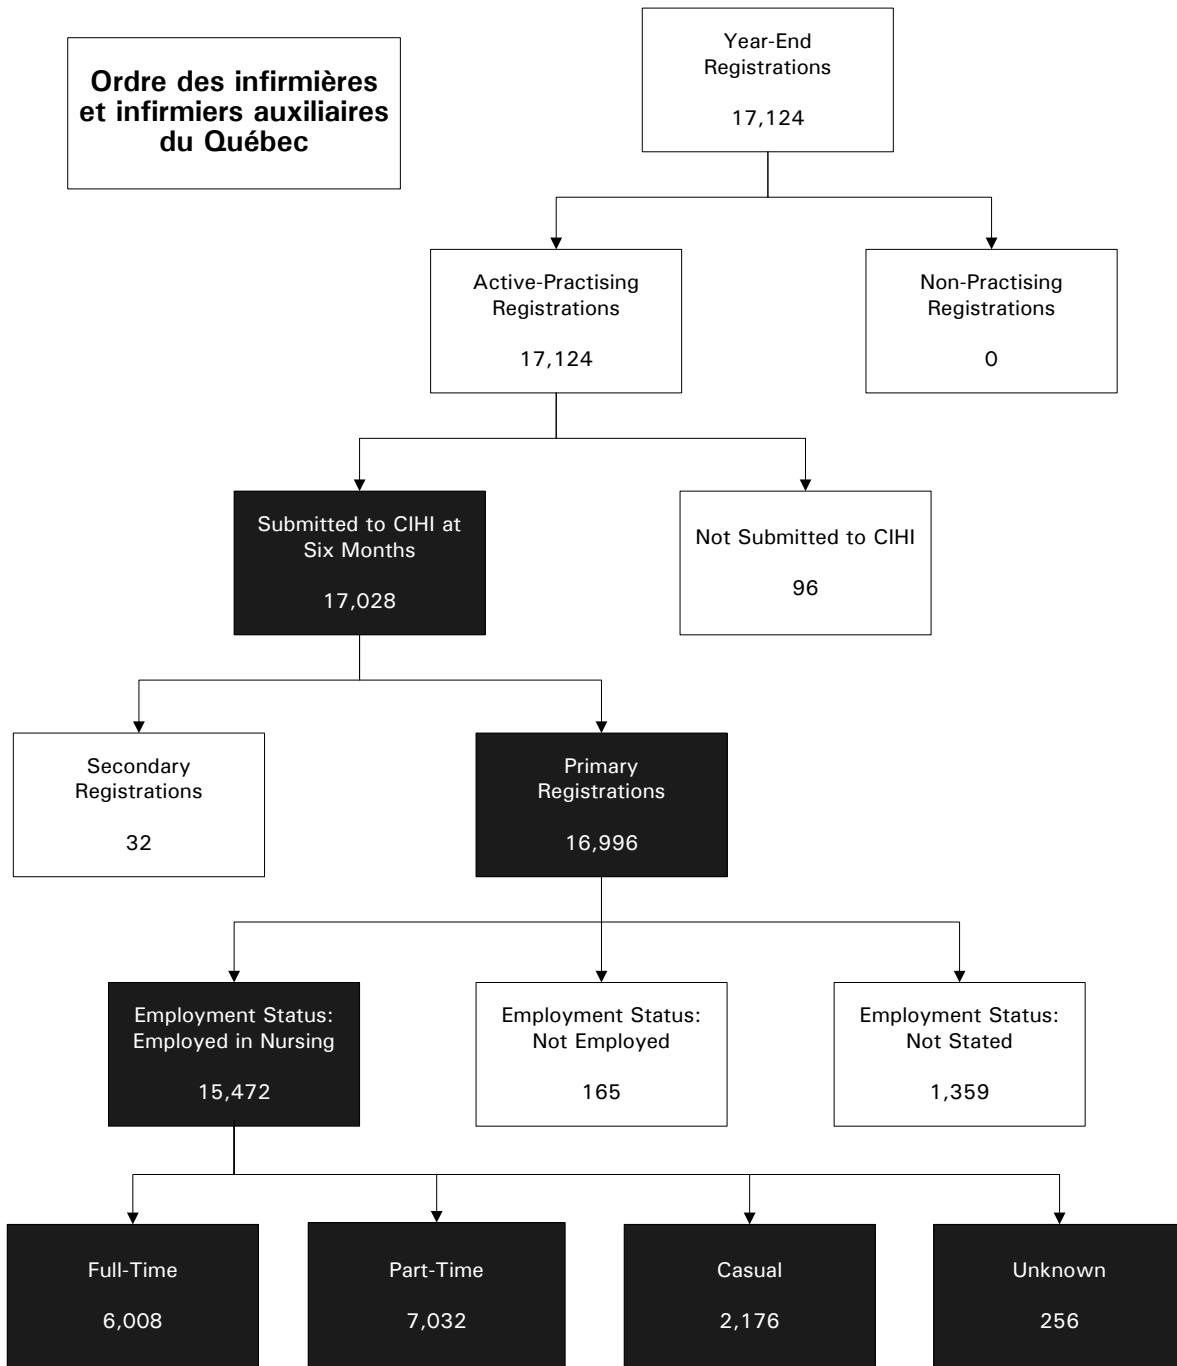 Ordre des infirmières
et infirmiers auxiliaires
du Québec
Year-End
Registrations
17,124
Active-Practising
Registrations
17,124
Non-Practising
Registrations
0
Submitted to CIHI at
Six Months
17,028
Not Submitted to CIHI
96
Secondary
Registrations
32
Primary
Registrations
16,996
Employment Status:
Employed in Nursing
15,472
Employment Status:
Not Employed
165
Employment Status:
Not Stated
1,359
Full-Time
6,008
Part-Time
7,032
Casual
2,176
Unknown
256